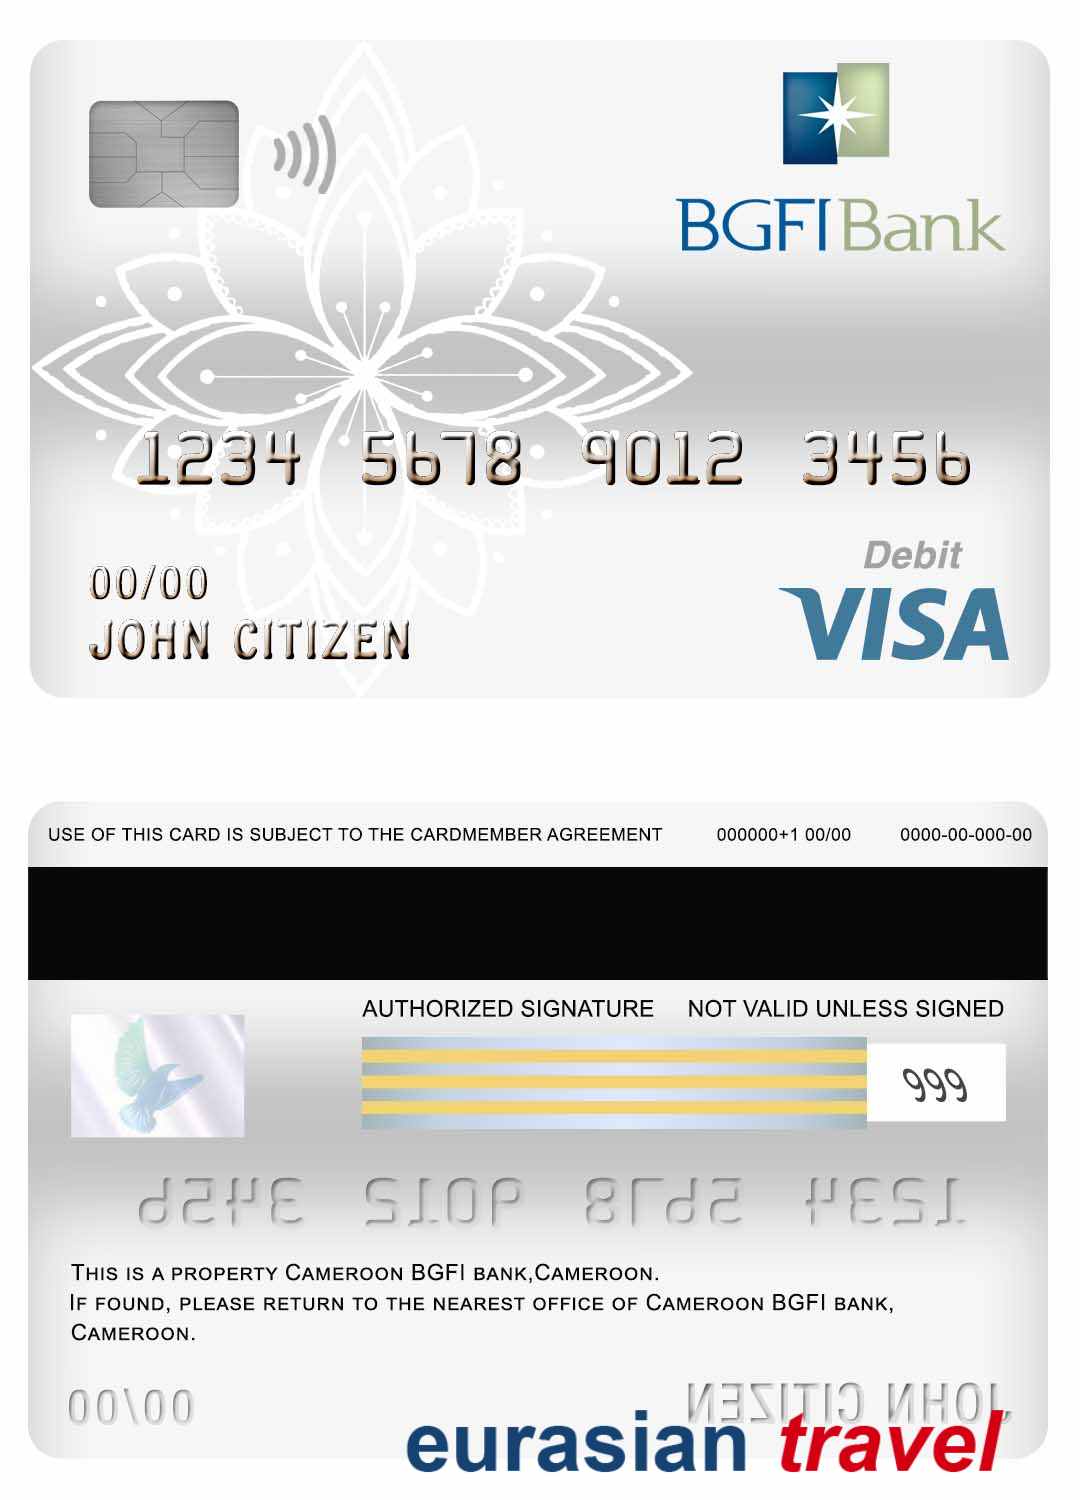 BGFIBank
1234 5678 9012 3456
Debit
00/00
VISA
JOHN CITIZEN
USE OF THIS CARD IS SUBJECT TO THE CARDMEMBER AGREEMENT 000000+1 00/00 0000-00-000-00
AUTHORIZED SIGNATURE NOT VALID UNLESS SIGNED
999
1234 5678 9012 3456
THIS IS A PROPERTY CAMEROON BGFI BANK,CAMEROON.
IF FOUND, PLEASE RETURN TO THE NEAREST OFFICE OF CAMEROON BGFI BANK,
CAMEROON.
00/00 JOHN CITIZEN
eurasian travel